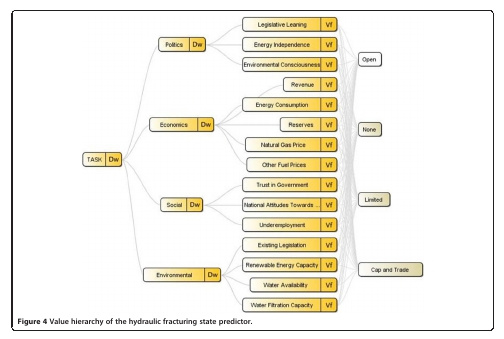 Legislative Leaning Vf
Politics Dw
Energy Independence Vf
Environmental Consciousness Vf
Open
Revenue Vf
Energy Consumption Vf
Economics Dw
Reserves Vf
None
Natural Gas Price Vf
TASK Dw
Other Fuel Prices Vf
Trust in Government Vf
Social Dw
National Attitudes Towards ... Vf
Limited
Underemployment Vf
Existing Legislation Vf
Renewable Energy Capacity Vf
Environmental Dw
Cap and Trade
Water Availability Vf
Water Filtration Capacity Vf
Figure 4 Value hierarchy of the hydraulic fracturing state predictor.